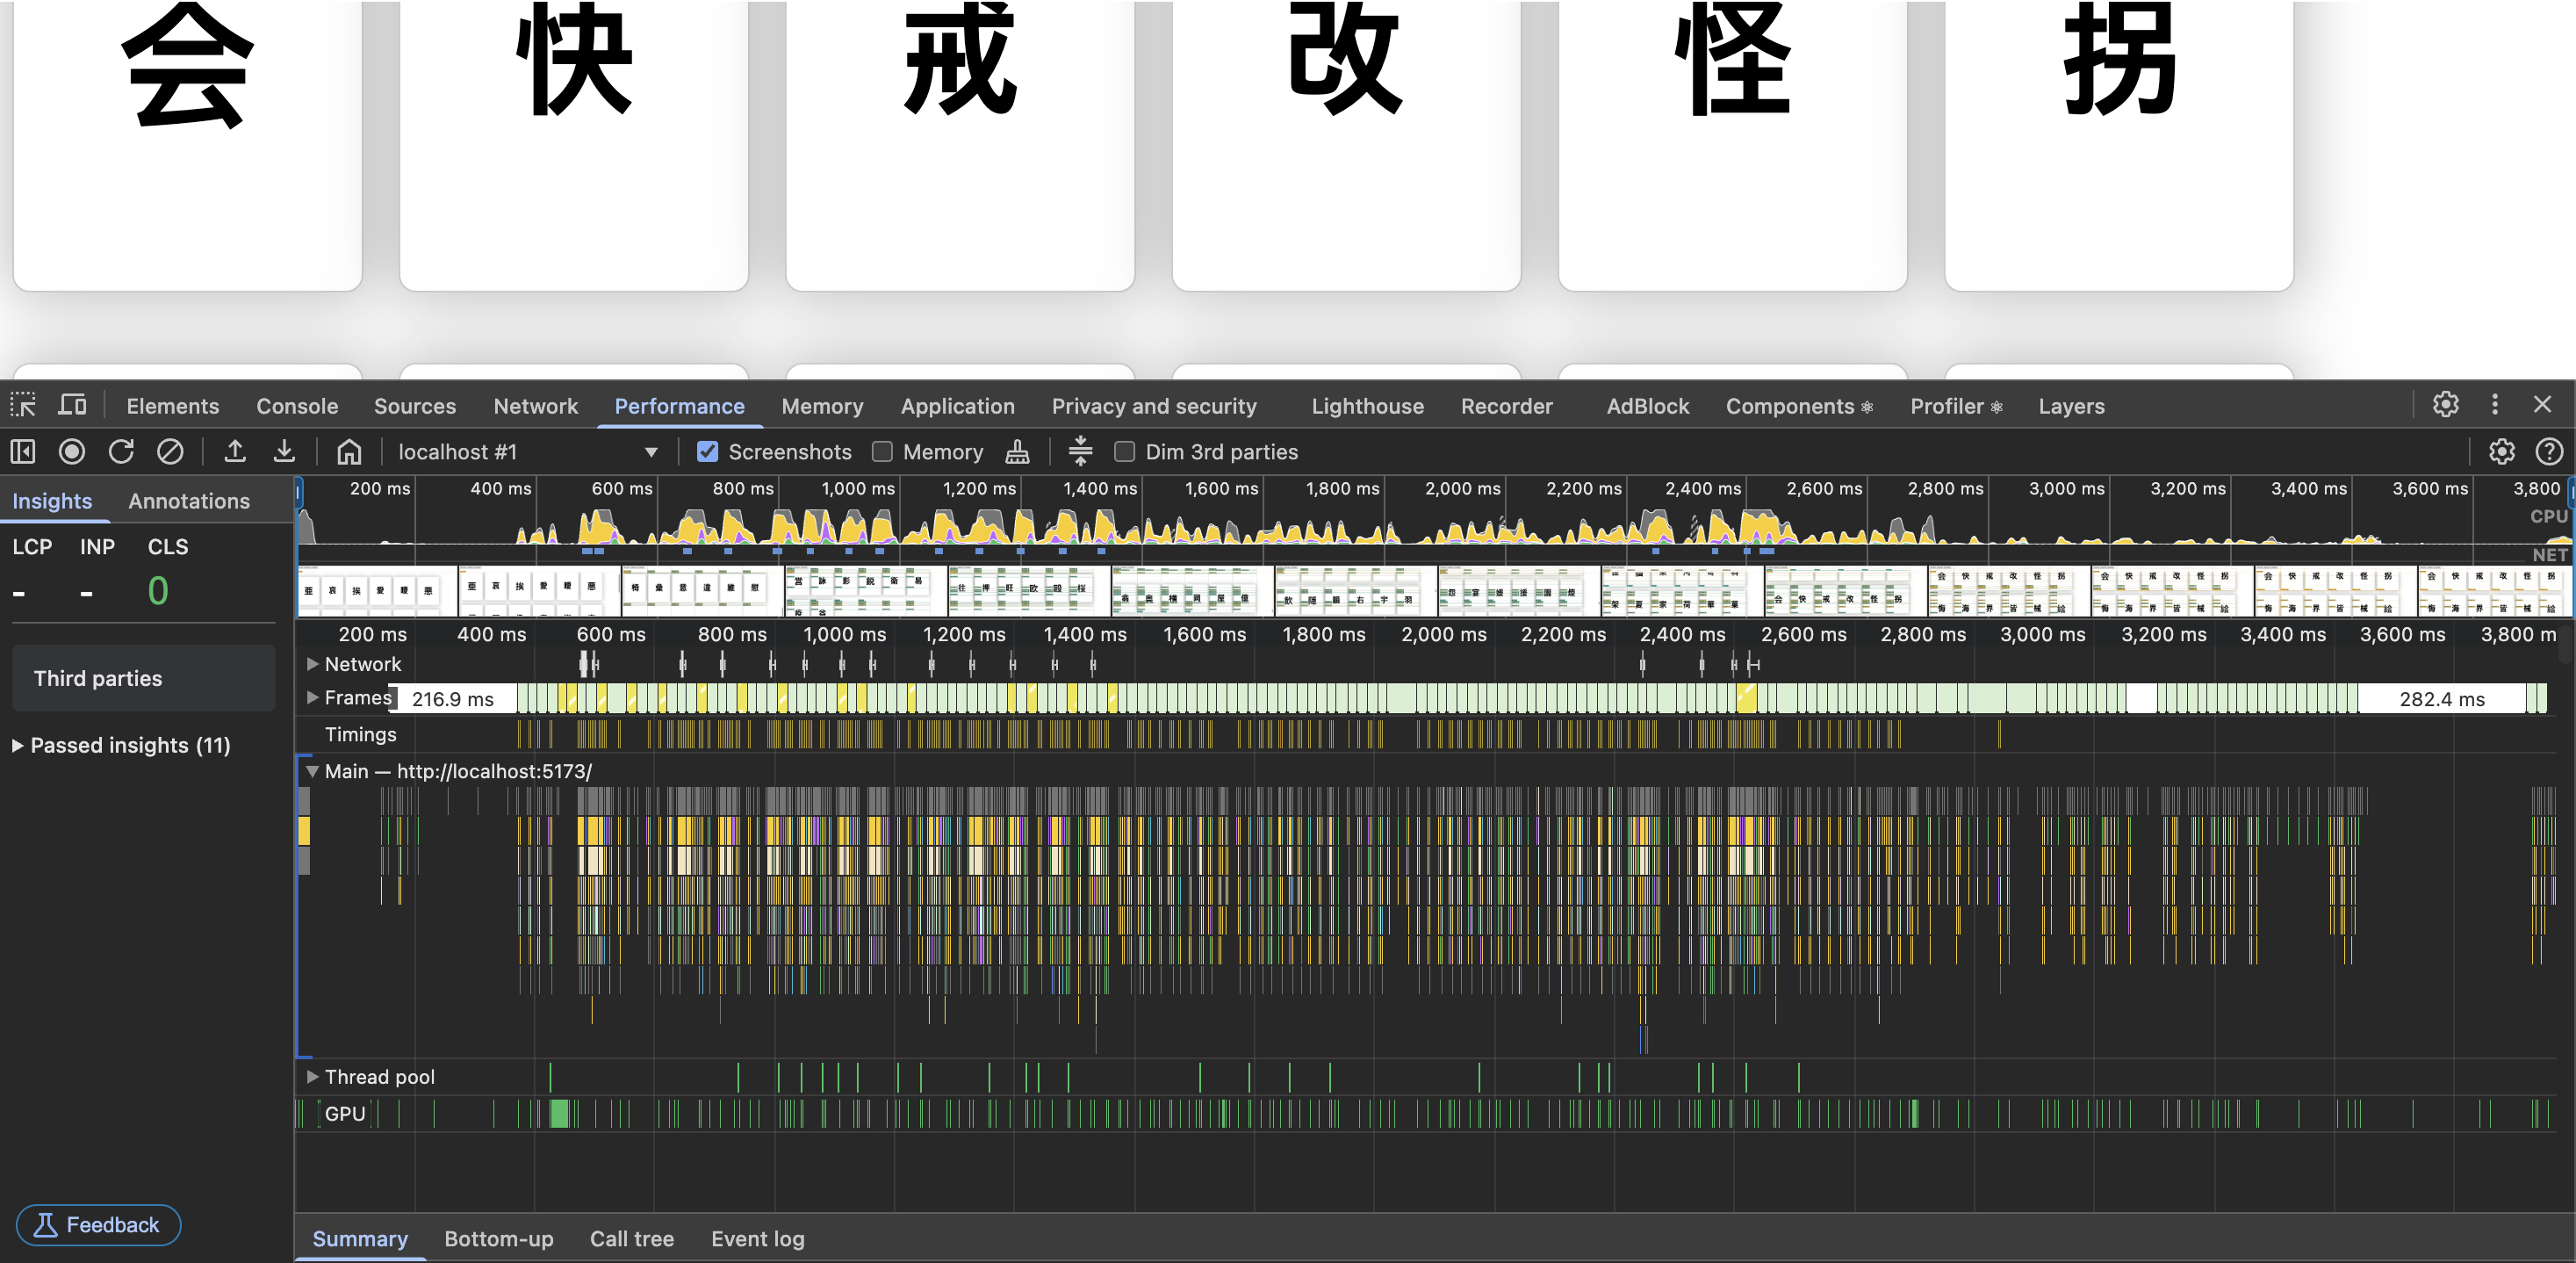 会 快 戒 改 怪 拐
Elements Console Sources Network Performance Memory Application Privacy and security Lighthouse Recorder AdBlock Components Profiler Layers
localhost #1 Screenshots Memory Dim 3rd parties
Insights Annotations
200 ms 400 ms 600 ms 800 ms 1,000 ms 1,200 ms 1,400 ms 1,600 ms 1,800 ms 2,000 ms 2,200 ms 2,400 ms 2,600 ms 2,800 ms 3,000 ms 3,200 ms 3,400 ms 3,600 ms 3,800
CPU
LCP INP CLS
NET
- - 0
200 ms 400 ms 600 ms 800 ms 1,000 ms 1,200 ms 1,400 ms 1,600 ms 1,800 ms 2,000 ms 2,200 ms 2,400 ms 2,600 ms 2,800 ms 3,000 ms 3,200 ms 3,400 ms 3,600 ms 3,800 m
Network
Third parties
Frames 216.9 ms 282.4 ms
Timings
Passed insights (11)
Main — http://localhost:5173/
Thread pool
GPU
Feedback
Summary Bottom-up Call tree Event log